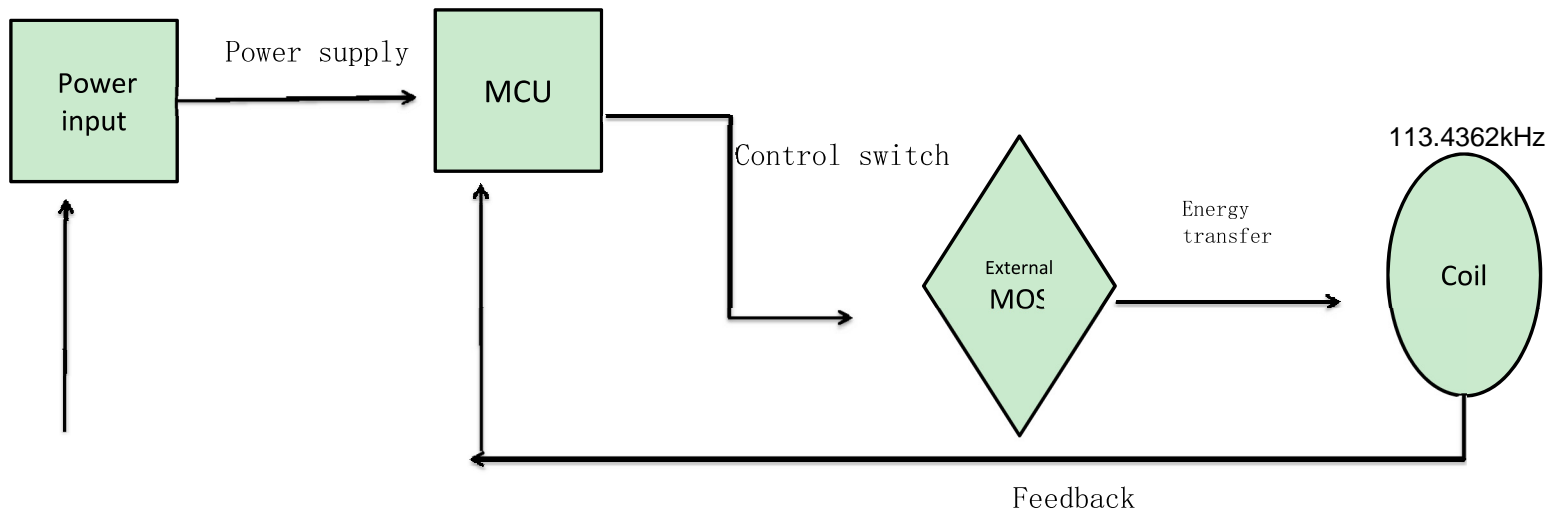 Power supply
Power
input
MCU
Control switch
113.4362kHz
Energy
transfer
External
MOS
Coil
Feedback